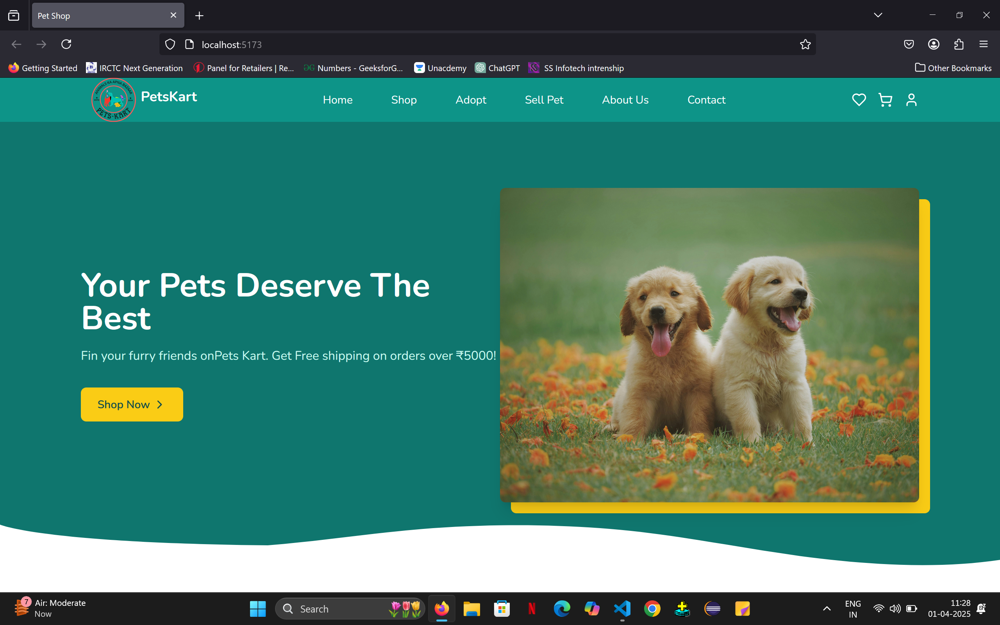 Pet Shop
localhost:5173
Getting Started
IRCTC Next Generation
Panel for Retailers | Re...
Numbers - GeeksforG...
Unacdemy
ChatGPT
SS Infotech intrenship
Other Bookmarks
ANIMALS KA APNA BAZAAR
ESTD
2024
PETS-KART
PetsKart
Home
Shop
Adopt
Sell Pet
About Us
Contact
Your Pets Deserve The
Best
Fin your furry friends onPets Kart. Get Free shipping on orders over ₹5000!
Shop Now
7
Air: Moderate
Now
Search
ENG
IN
11:28
01-04-2025